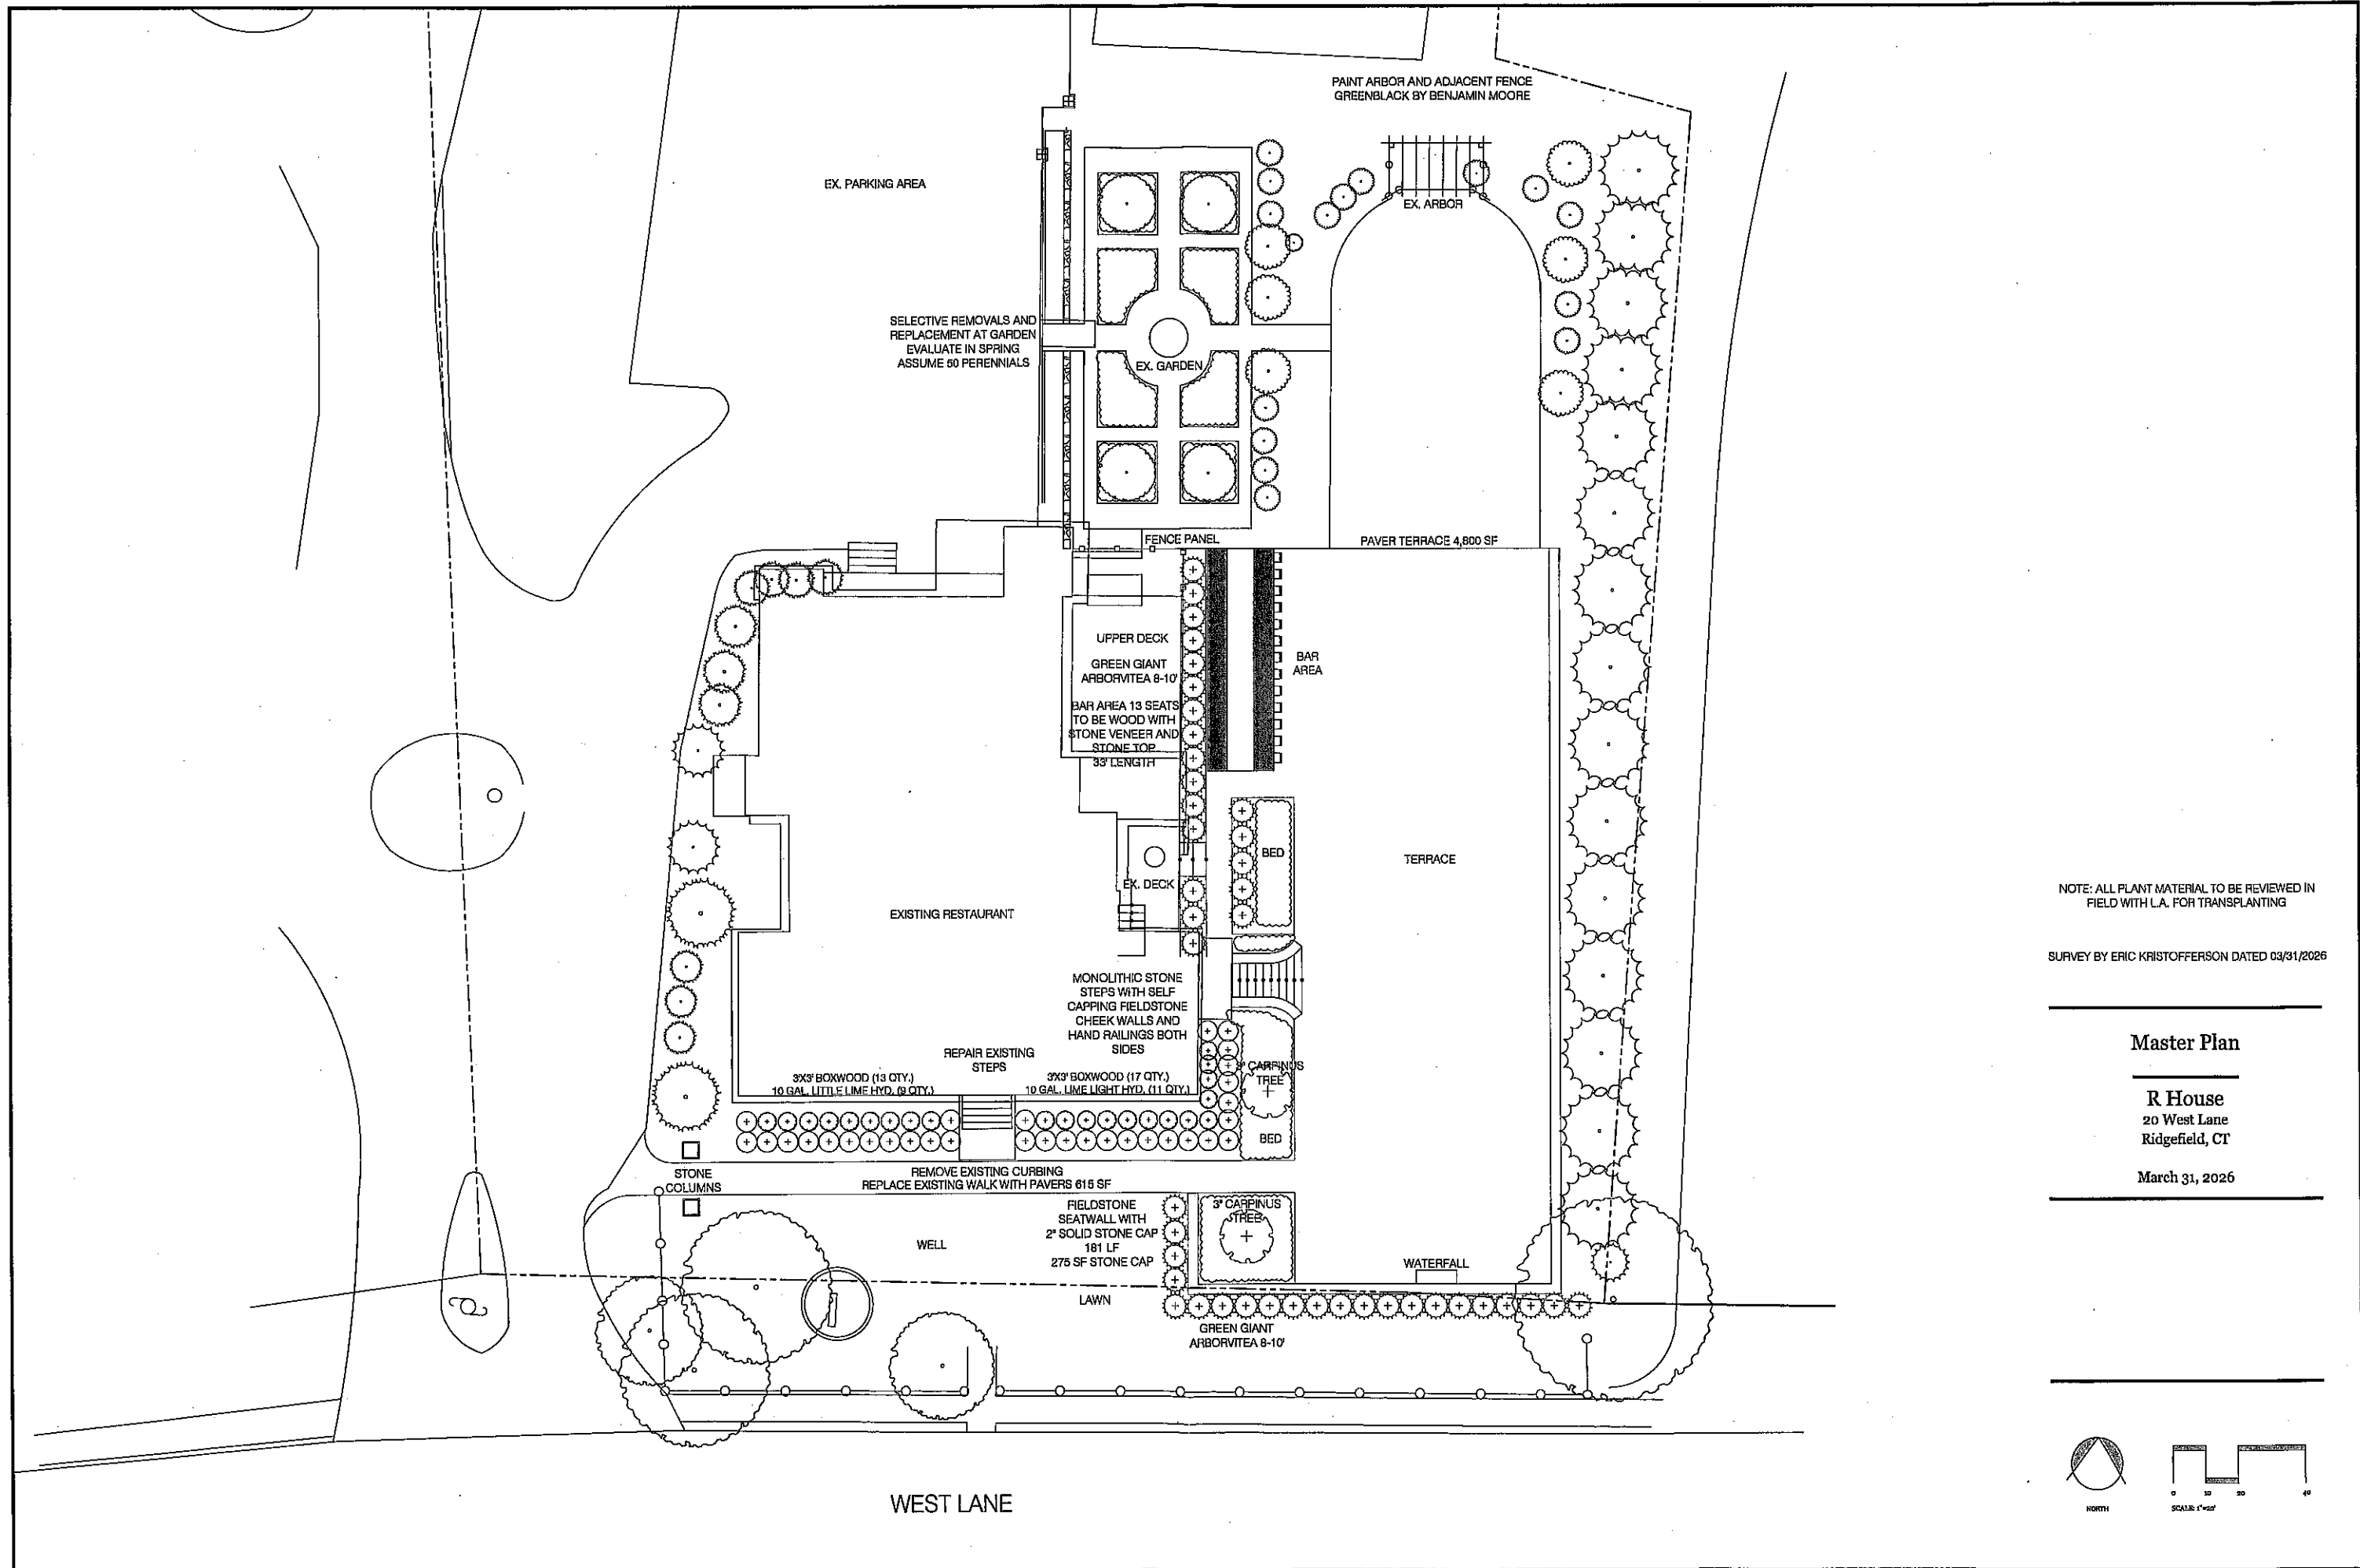 PAINT ARBOR AND ADJACENT FENCE
GREENBLACK BY BENJAMIN MOORE
EX. PARKING AREA
EX. ARBOR
SELECTIVE REMOVALS AND
REPLACEMENT AT GARDEN
EVALUATE IN SPRING
ASSUME 50 PERENNIALS
EX. GARDEN
FENCE PANEL
PAVER TERRACE 4,800 SF
UPPER DECK
GREEN GIANT
ARBORVITEA 8-10'
BAR
AREA
BAR AREA 13 SEATS
TO BE WOOD WITH
STONE VENEER AND
STONE TOP
33' LENGTH
BED
TERRACE
EX. DECK
EXISTING RESTAURANT
MONOLITHIC STONE
STEPS WITH SELF
CAPPING FIELDSTONE
CHEEK WALLS AND
HAND RAILINGS BOTH
SIDES
REPAIR EXISTING
STEPS
3X3' BOXWOOD (13 QTY.)
10 GAL. LITTLE LIME HYD. (9 QTY.)
3X3' BOXWOOD (17 QTY.)
10 GAL. LIME LIGHT HYD. (11 QTY.)
3" CARPINUS
TREE
BED
STONE
COLUMNS
REMOVE EXISTING CURBING
REPLACE EXISTING WALK WITH PAVERS 615 SF
FIELDSTONE
SEATWALL WITH
2" SOLID STONE CAP
181 LF
275 SF STONE CAP
3" CARPINUS
TREE
WELL
WATERFALL
LAWN
GREEN GIANT
ARBORVITEA 8-10'
WEST LANE
NOTE: ALL PLANT MATERIAL TO BE REVIEWED IN
FIELD WITH L.A. FOR TRANSPLANTING
SURVEY BY ERIC KRISTOFFERSON DATED 03/31/2026
Master Plan
R House
20 West Lane
Ridgefield, CT
March 31, 2026
NORTH
0 10 20 40
SCALE: 1"=20'